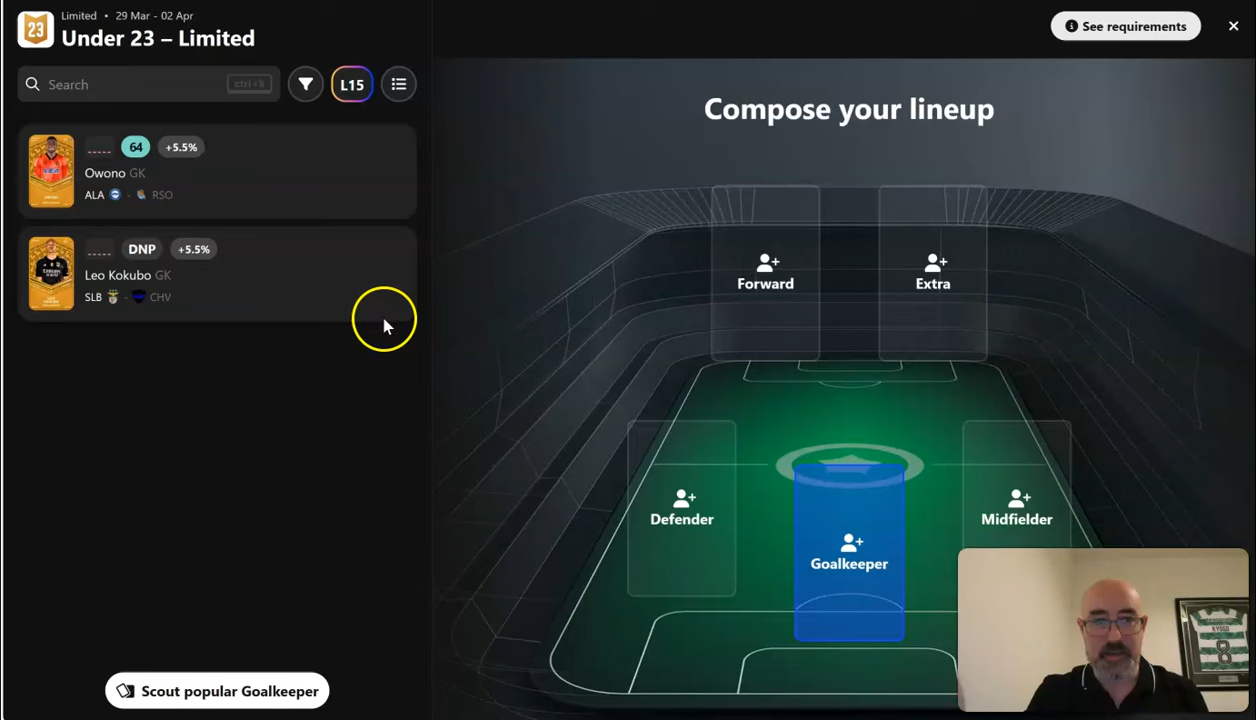 23
Limited • 29 Mar - 02 Apr
Under 23 – Limited
See requirements
Search
ctrl+k
L15
Compose your lineup
----- 64 +5.5%
Owono GK
ALA - RSO
----- DNP +5.5%
Leo Kokubo GK
SLB - CHV
Forward
Extra
Defender
Midfielder
Goalkeeper
Scout popular Goalkeeper
KYOGO
8